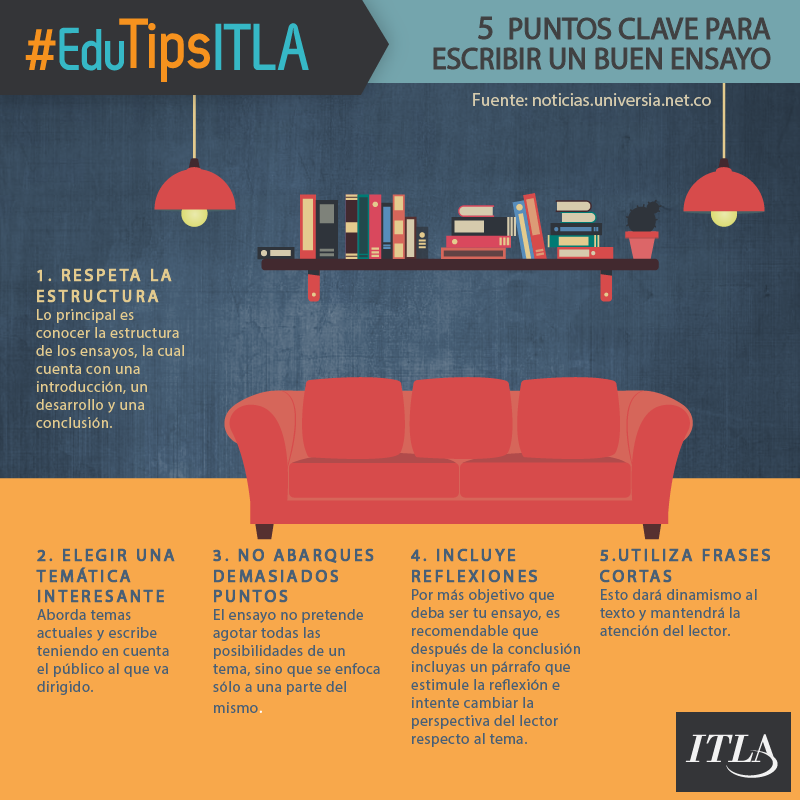 #EduTipsITLA
5 PUNTOS CLAVE PARA
ESCRIBIR UN BUEN ENSAYO
Fuente: noticias.universia.net.co
1. RESPETA LA
ESTRUCTURA
Lo principal es
conocer la estructura
de los ensayos, la cual
cuenta con una
introducción, un
desarrollo y una
conclusión.
2. ELEGIR UNA
TEMÁTICA
INTERESANTE
Aborda temas
actuales y escribe
teniendo en cuenta
el público al que va
dirigido.
3. NO ABARQUES
DEMASIADOS
PUNTOS
El ensayo no pretende
agotar todas las
posibilidades de un
tema, sino que se enfoca
sólo a una parte del
mismo.
4. INCLUYE
REFLEXIONES
Por más objetivo que
deba ser tu ensayo, es
recomendable que
después de la conclusión
incluyas un párrafo que
estimule la reflexión e
intente cambiar la
perspectiva del lector
respecto al tema.
5.UTILIZA FRASES
CORTAS
Esto dará dinamismo al
texto y mantendrá la
atención del lector.
ITLA